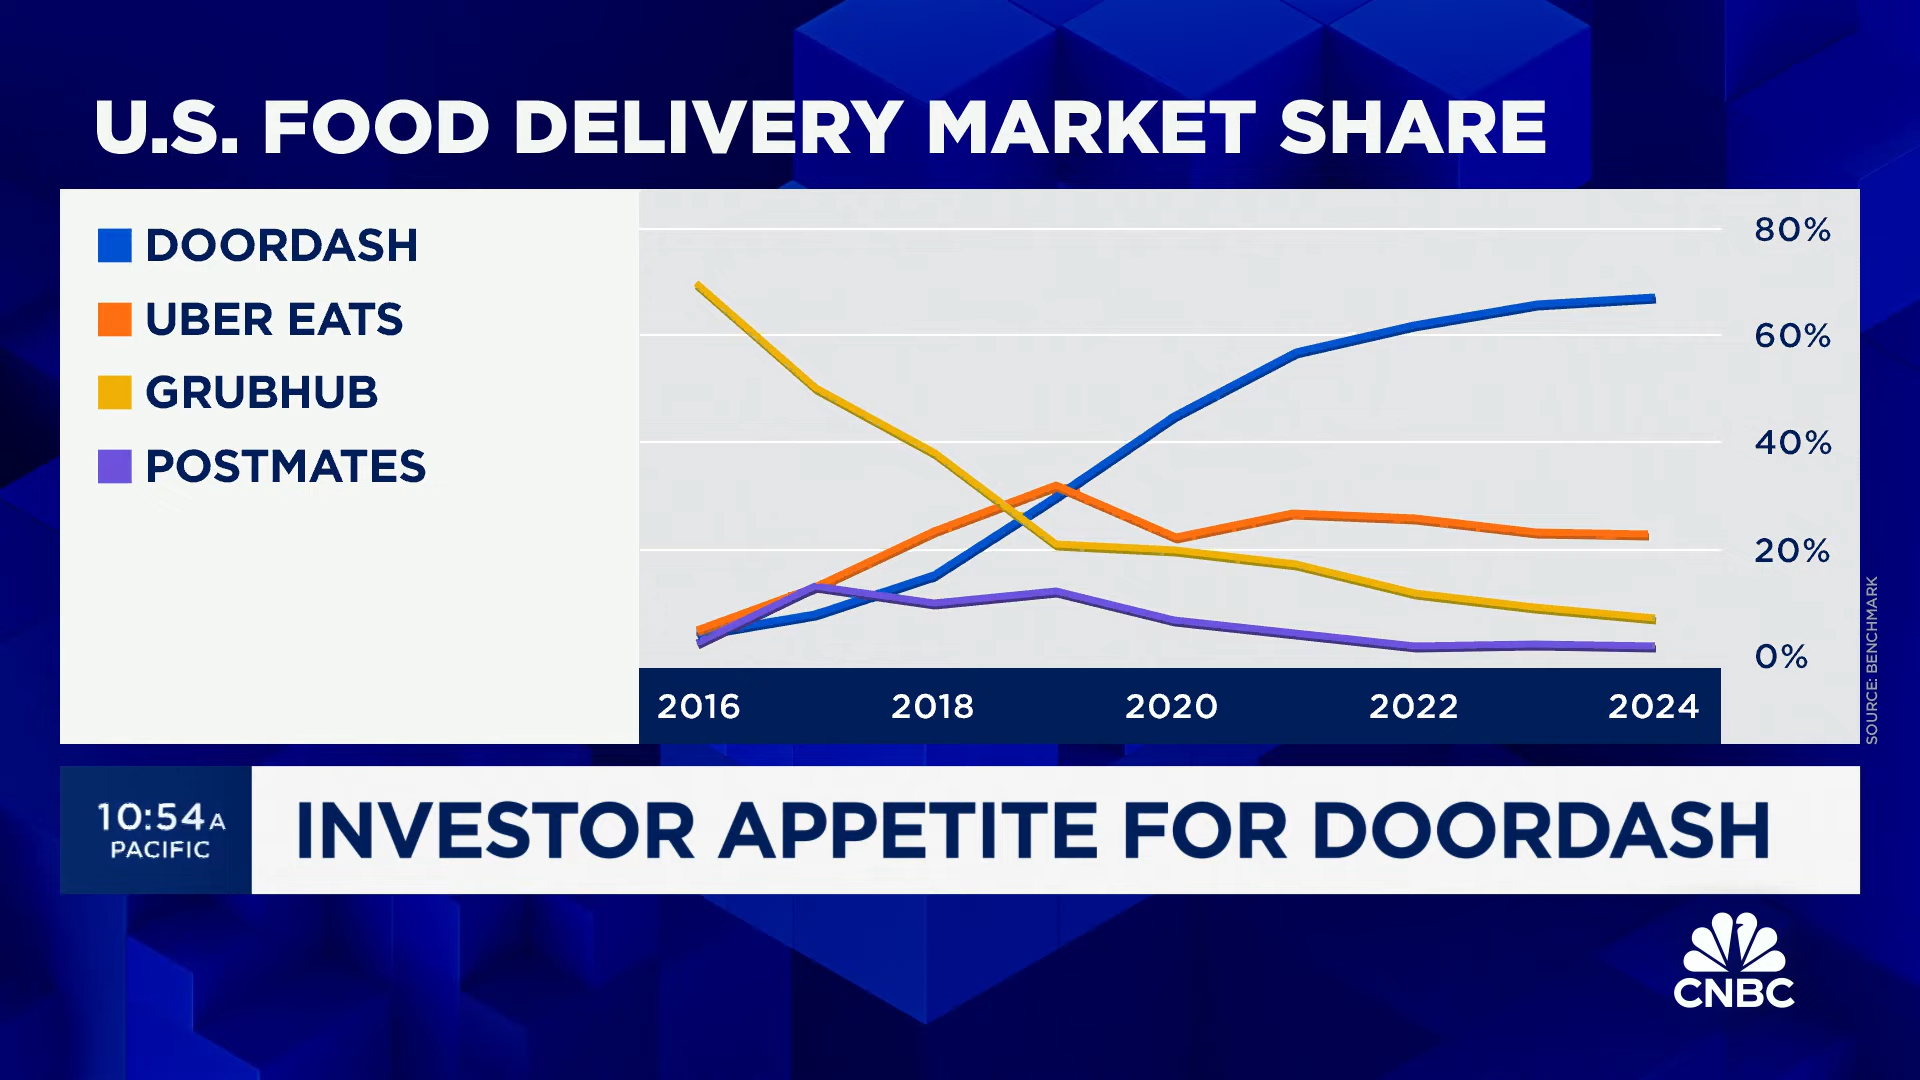 U.S. FOOD DELIVERY MARKET SHARE
DOORDASH
UBER EATS
GRUBHUB
POSTMATES
80%
60%
40%
20%
0%
2016 2018 2020 2022 2024
SOURCE: BENCHMARK
10:54 A
PACIFIC
INVESTOR APPETITE FOR DOORDASH
CNBC